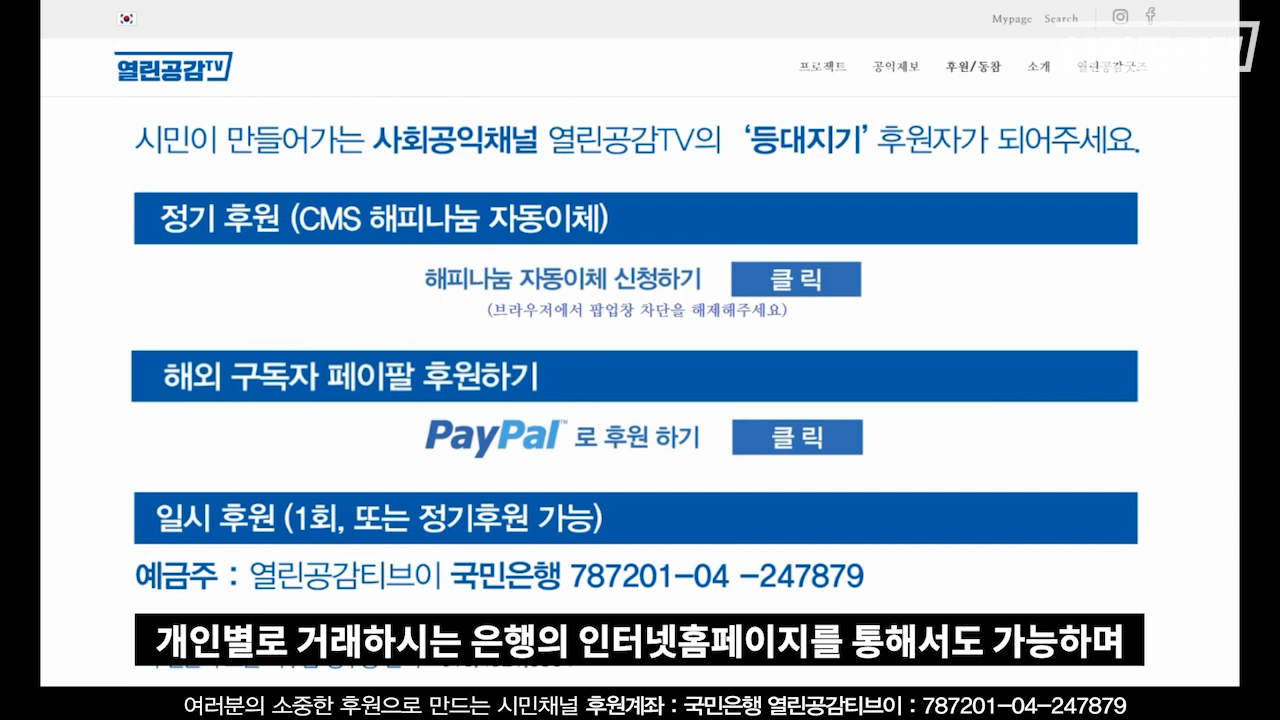 Mypage Search
열린공감TV
프로젝트 공익제보 후원/동참 소개 열린공감굿즈
시민이 만들어가는 사회공익채널 열린공감TV의 '등대지기' 후원자가 되어주세요.
정기 후원 (CMS 해피나눔 자동이체)
해피나눔 자동이체 신청하기 클 릭
(브라우저에서 팝업창 차단을 해제해주세요)
해외 구독자 페이팔 후원하기
PayPal™ 로 후원 하기 클 릭
일시 후원 (1회, 또는 정기후원 가능)
예금주 : 열린공감티브이 국민은행 787201-04 -247879
개인별로 거래하시는 은행의 인터넷홈페이지를 통해서도 가능하며
여러분의 소중한 후원으로 만드는 시민채널 후원계좌 : 국민은행 열린공감티브이 : 787201-04-247879